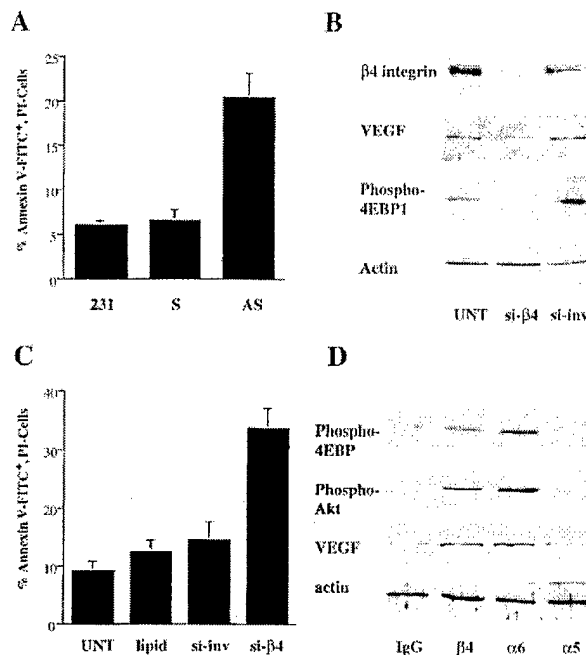 A
% Annexin V-FITC⁺, PI-Cells
25
20
15
10
5
0
231 S AS
B
β4 integrin
VEGF
Phospho-
4EBP1
Actin
UNT si-β4 si-inv
C
% Annexin V-FITC⁺, PI-Cells
40
30
20
10
0
UNT lipid si-inv si-β4
D
Phospho-
4EBP
Phospho-
Akt
VEGF
actin
IgG β4 α6 α5